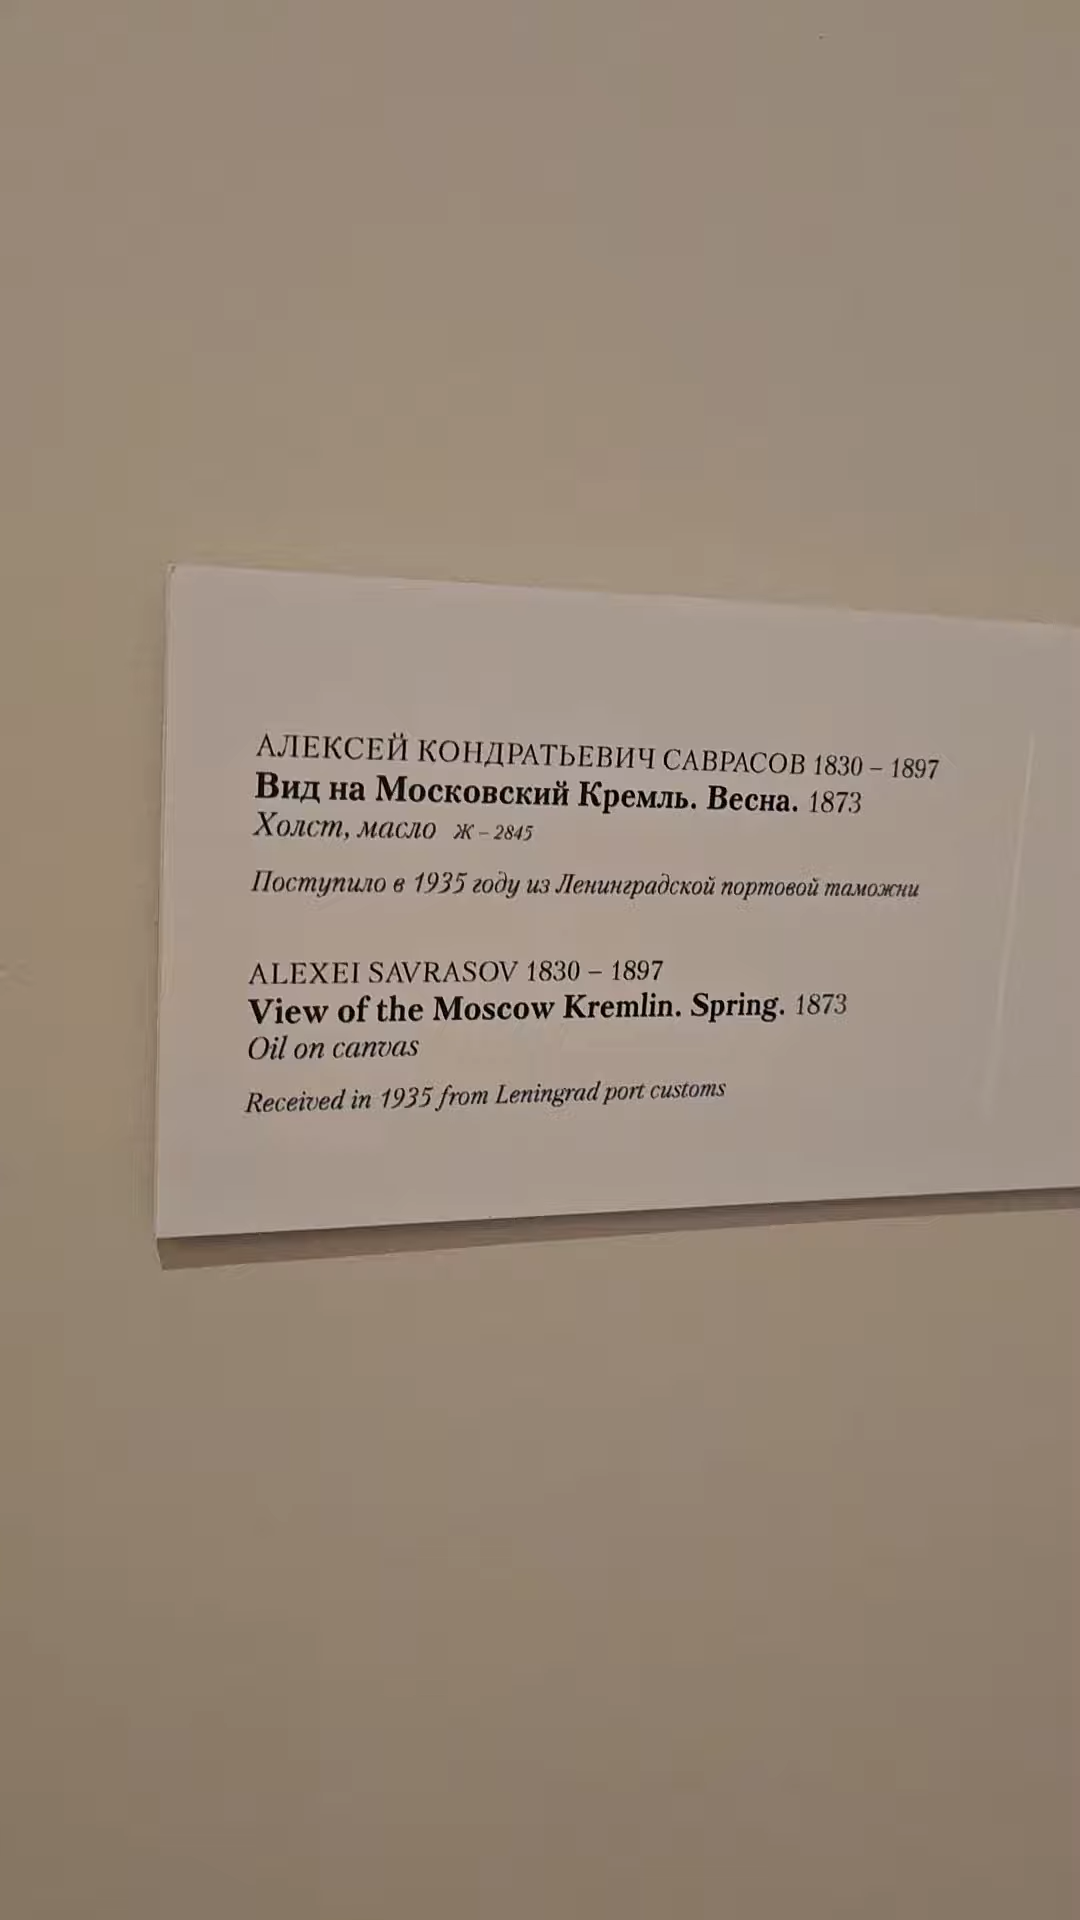 АЛЕКСЕЙ КОНДРАТЬЕВИЧ САВРАСОВ 1830 – 1897
Вид на Московский Кремль. Весна. 1873
Холст, масло Ж – 2845
Поступило в 1935 году из Ленинградской портовой таможни
ALEXEI SAVRASOV 1830 – 1897
View of the Moscow Kremlin. Spring. 1873
Oil on canvas
Received in 1935 from Leningrad port customs